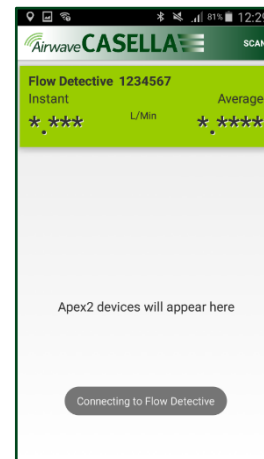 81% 12:29
Airwave CASELLA SCAN
Flow Detective 1234567
Instant Average
*.*** L/Min *.****
Apex2 devices will appear here
Connecting to Flow Detective